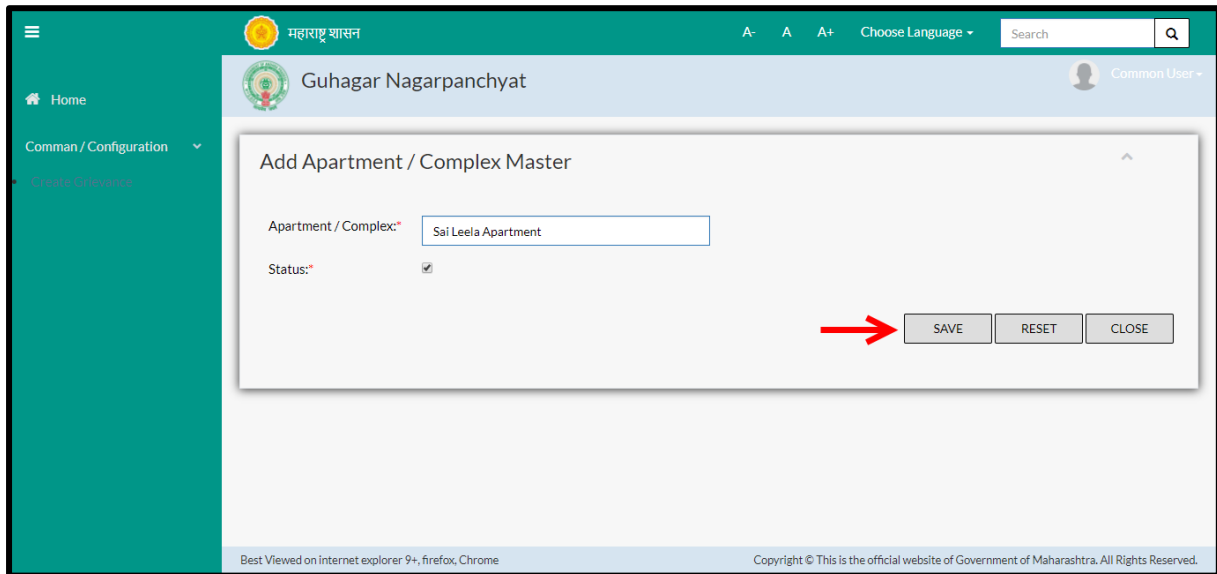 महाराष्ट्र शासन
A- A A+ Choose Language Search
Guhagar Nagarpanchyat
Common User
Home
Comman / Configuration
Create Grievance
Add Apartment / Complex Master
Apartment / Complex:* Sai Leela Apartment
Status:*
SAVE RESET CLOSE
Best Viewed on internet explorer 9+, firefox, Chrome
Copyright © This is the official website of Government of Maharashtra. All Rights Reserved.